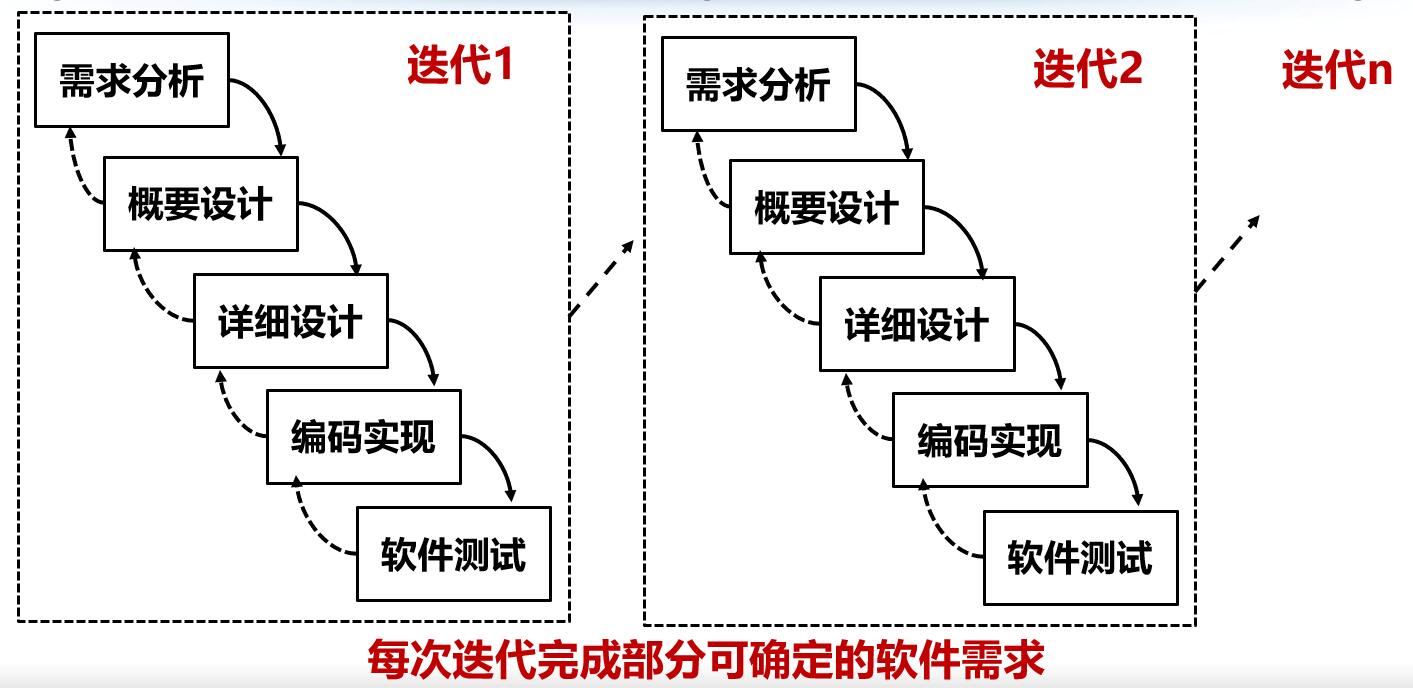 迭代1
需求分析
概要设计
详细设计
编码实现
软件测试
迭代2
需求分析
概要设计
详细设计
编码实现
软件测试
迭代n
每次迭代完成部分可确定的软件需求